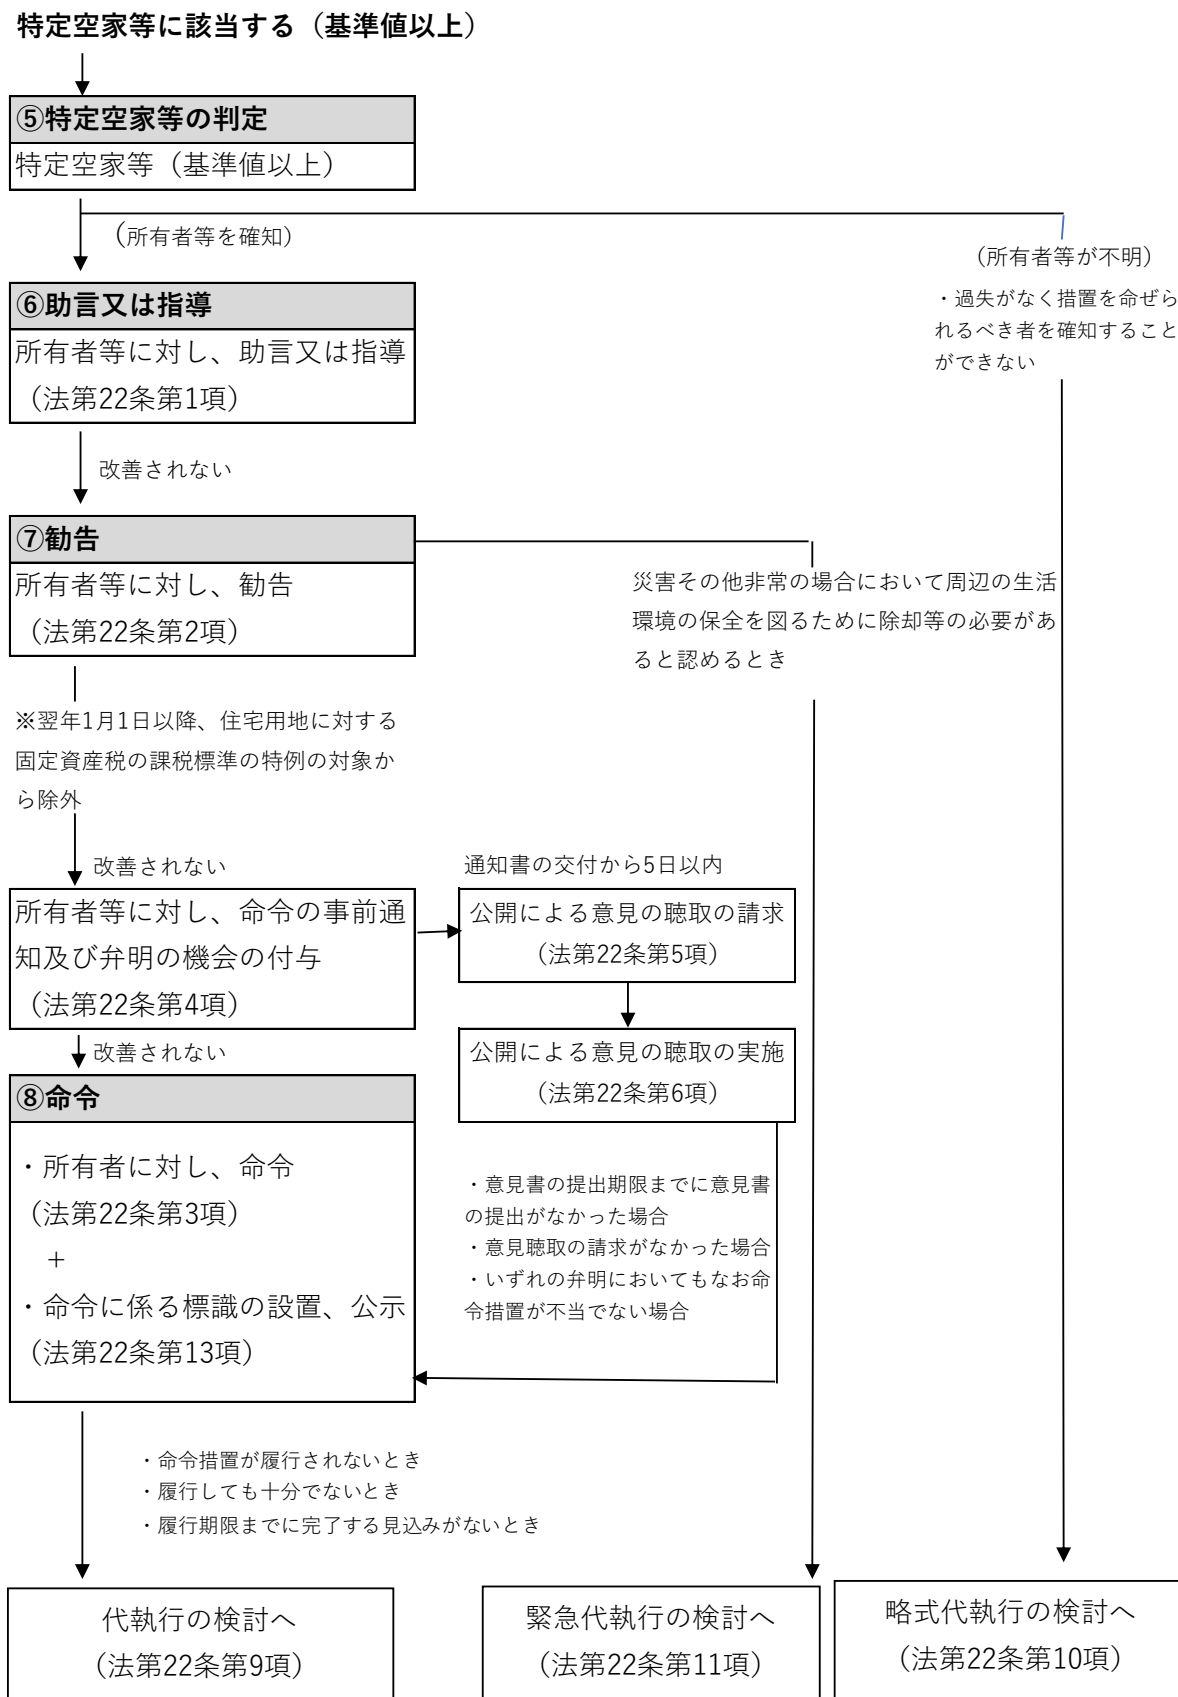 特定空家等に該当する（基準値以上）
⑤特定空家等の判定
特定空家等（基準値以上）
（所有者等を確知）
（所有者等が不明）
・過失がなく措置を命ぜら
れるべき者を確知すること
ができない
⑥助言又は指導
所有者等に対し、助言又は指導
（法第22条第1項）
改善されない
⑦勧告
所有者等に対し、勧告
（法第22条第2項）
災害その他非常の場合において周辺の生活
環境の保全を図るために除却等の必要があ
ると認めるとき
※翌年1月1日以降、住宅用地に対する
固定資産税の課税標準の特例の対象か
ら除外
改善されない
所有者等に対し、命令の事前通
知及び弁明の機会の付与
（法第22条第4項）
通知書の交付から5日以内
公開による意見の聴取の請求
（法第22条第5項）
公開による意見の聴取の実施
（法第22条第6項）
改善されない
⑧命令
・所有者に対し、命令
（法第22条第3項）
＋
・命令に係る標識の設置、公示
（法第22条第13項）
・意見書の提出期限までに意見書
の提出がなかった場合
・意見聴取の請求がなかった場合
・いずれの弁明においてもなお命
令措置が不当でない場合
・命令措置が履行されないとき
・履行しても十分でないとき
・履行期限までに完了する見込みがないとき
代執行の検討へ
（法第22条第9項）
緊急代執行の検討へ
（法第22条第11項）
略式代執行の検討へ
（法第22条第10項）